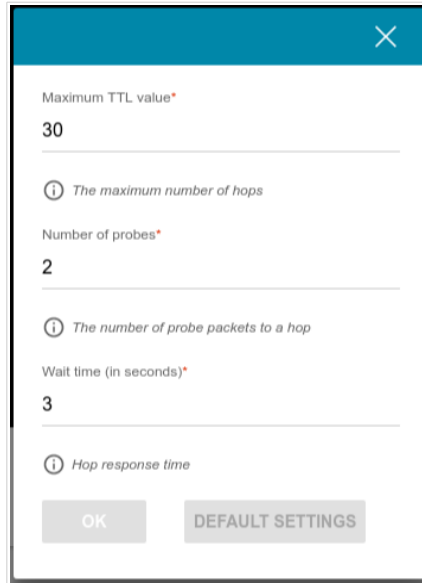 Maximum TTL value*
30
The maximum number of hops
Number of probes*
2
The number of probe packets to a hop
Wait time (in seconds)*
3
Hop response time
OK
DEFAULT SETTINGS